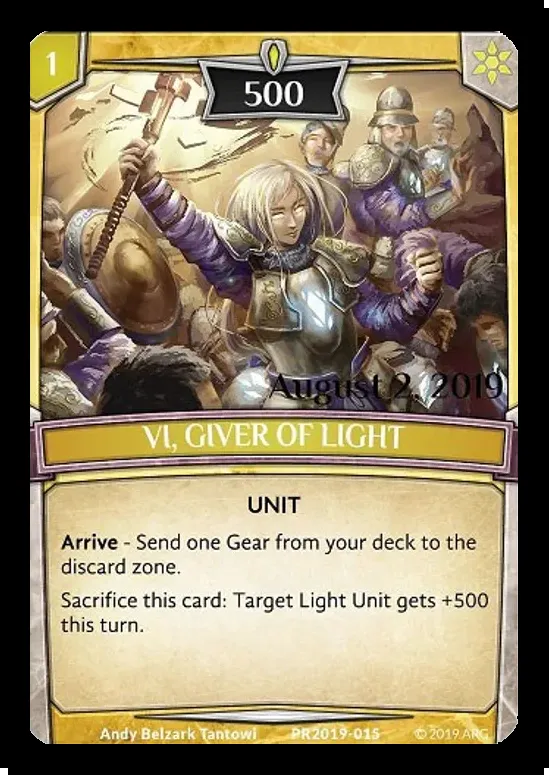 1
500
August 2, 2019
VI, GIVER OF LIGHT
UNIT
Arrive - Send one Gear from your deck to the
discard zone.
Sacrifice this card: Target Light Unit gets +500
this turn.
Andy Belzark Tantowi PR2019-015 © 2019 ARG